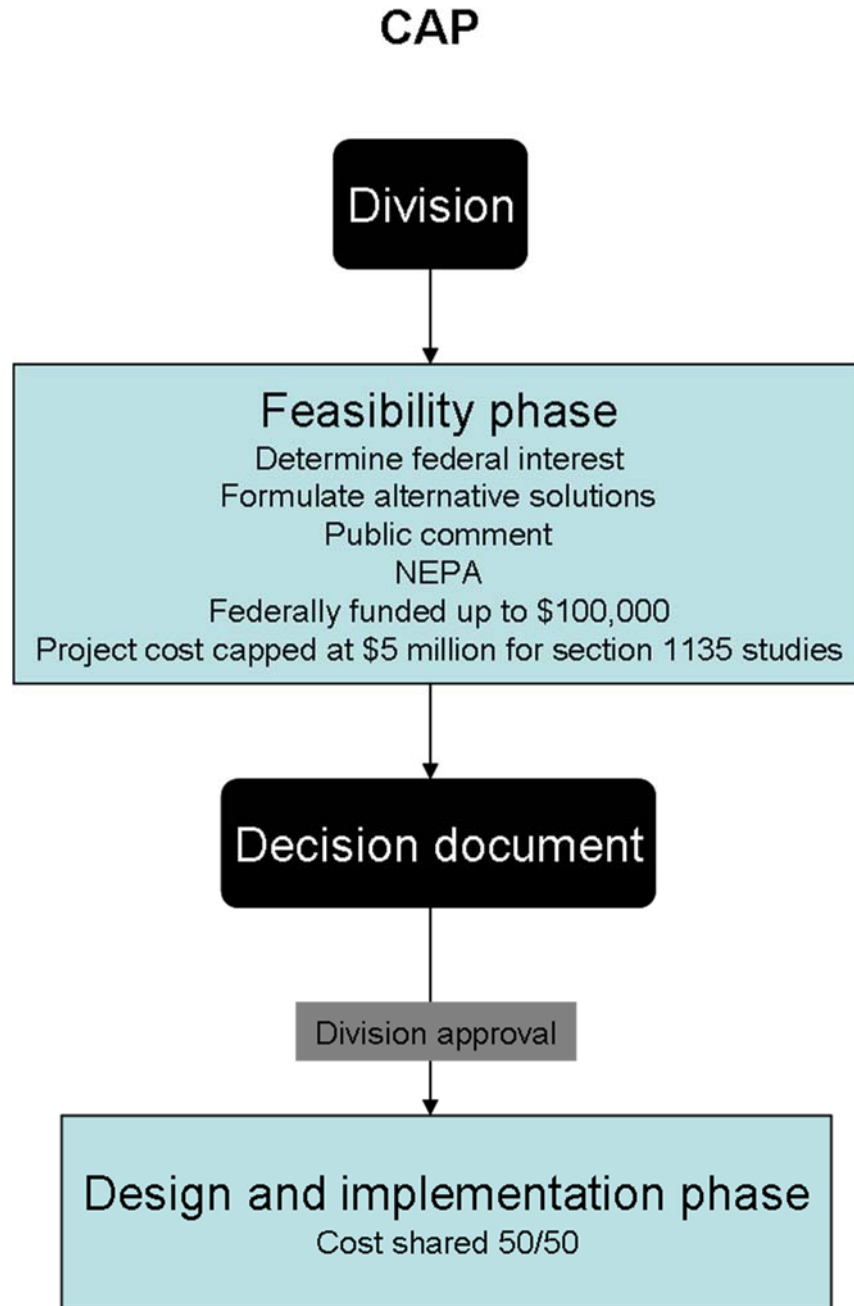 CAP
Division
Feasibility phase
Determine federal interest
Formulate alternative solutions
Public comment
NEPA
Federally funded up to $100,000
Project cost capped at $5 million for section 1135 studies
Decision document
Division approval
Design and implementation phase
Cost shared 50/50